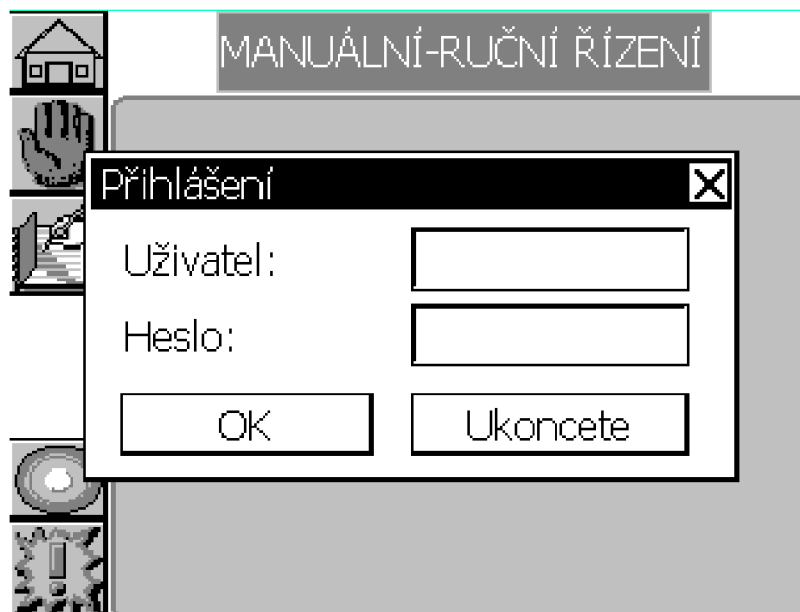 MANUÁLNÍ-RUČNÍ ŘÍZENÍ
Přihlášení
Uživatel:
Heslo:
OK Ukoncete